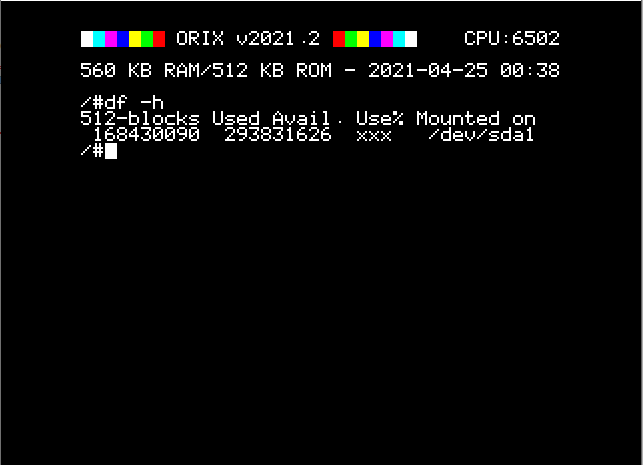 ORIX v2021.2 CPU:6502
560 KB RAM/512 KB ROM - 2021-04-25 00:38
/#df -h
512-blocks Used Avail. Use% Mounted on
168430090 293831626 xxx /dev/sda1
/#